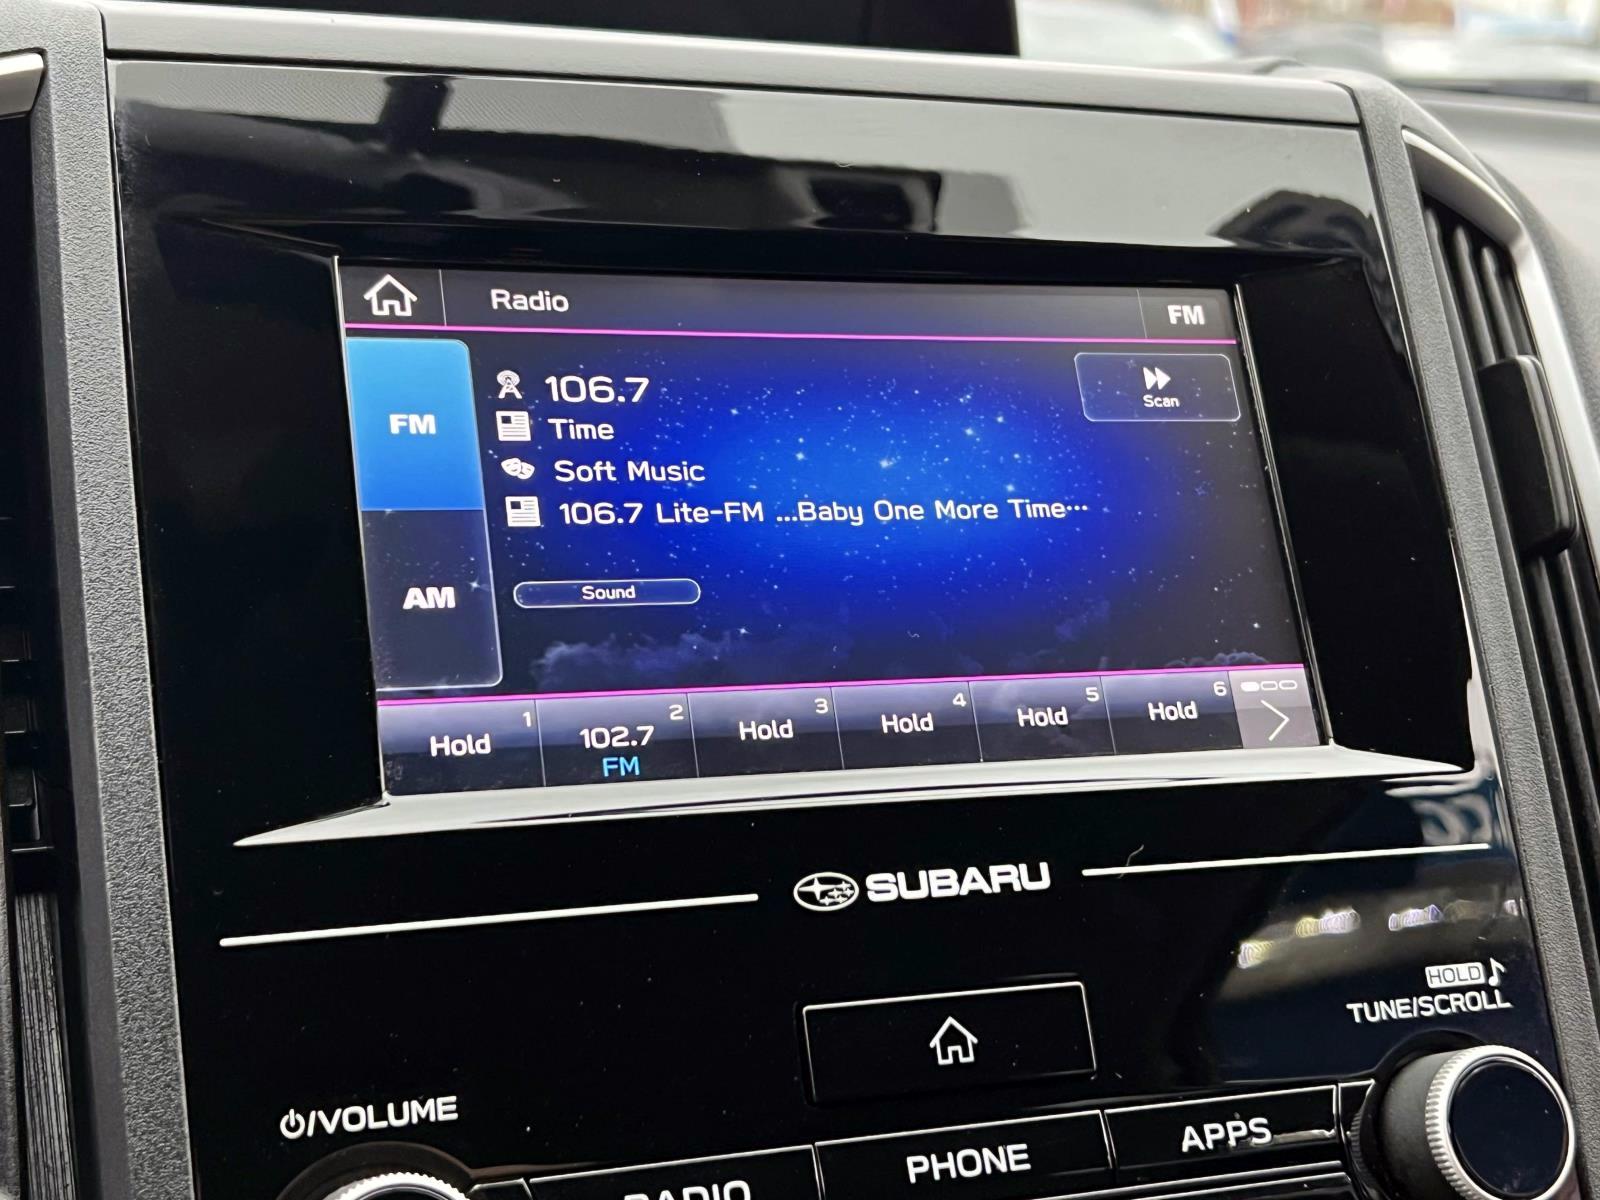 Radio
FM
FM
106.7
Scan
Time
Soft Music
106.7 Lite-FM ...Baby One More Time...
AM
Sound
1
Hold
2
102.7
FM
3
Hold
4
Hold
5
Hold
6
Hold
SUBARU
HOLD
TUNE/SCROLL
/VOLUME
RADIO
PHONE
APPS